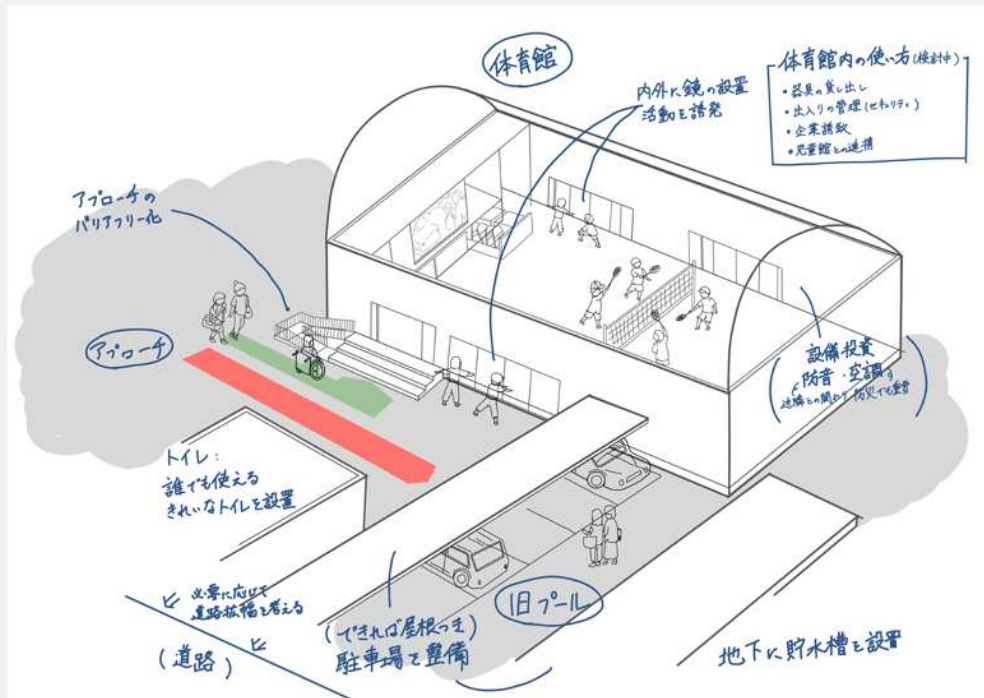 体育館
体育館内の使い方(検討中)
・器具の貸し出し
・出入りの管理(セキュリティ)
・企業誘致
・児童館との連携
内外に鏡の設置
活動を誘発
アプローチの
バリアフリー化
アプローチ
設備投資
防音・空調
近隣との関わり 防災でも重要
トイレ:
誰でも使える
きれいなトイレを設置
必要に応じて
道路拡幅を考える
(道路)
(できれば屋根つき)
駐車場を整備
旧プール
地下に貯水槽を設置